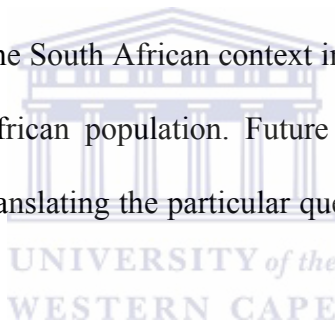 he South African context in
frican population. Future
anslating the particular que
UNIVERSITY of the
WESTERN CAPE